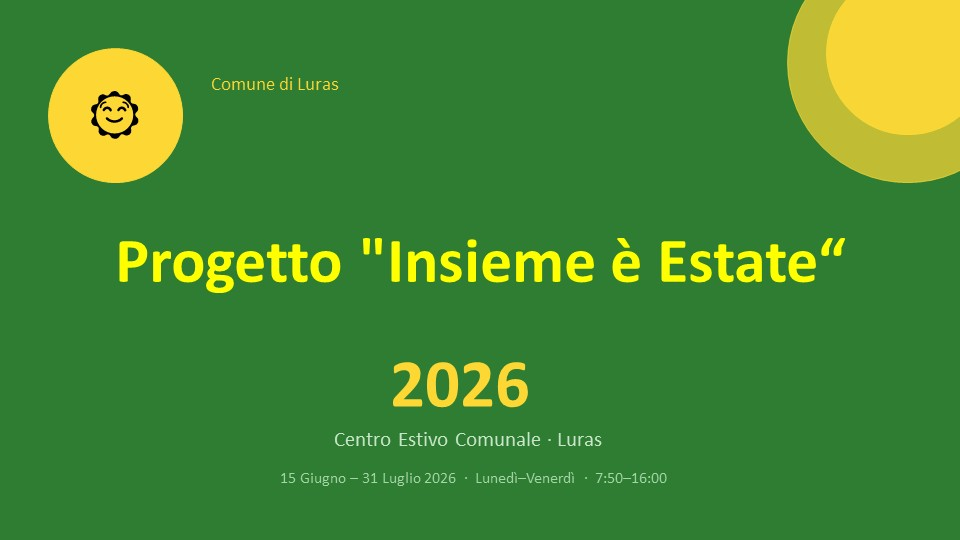 Comune di Luras
Progetto "Insieme è Estate“
2026
Centro Estivo Comunale · Luras
15 Giugno – 31 Luglio 2026 · Lunedì–Venerdì · 7:50–16:00